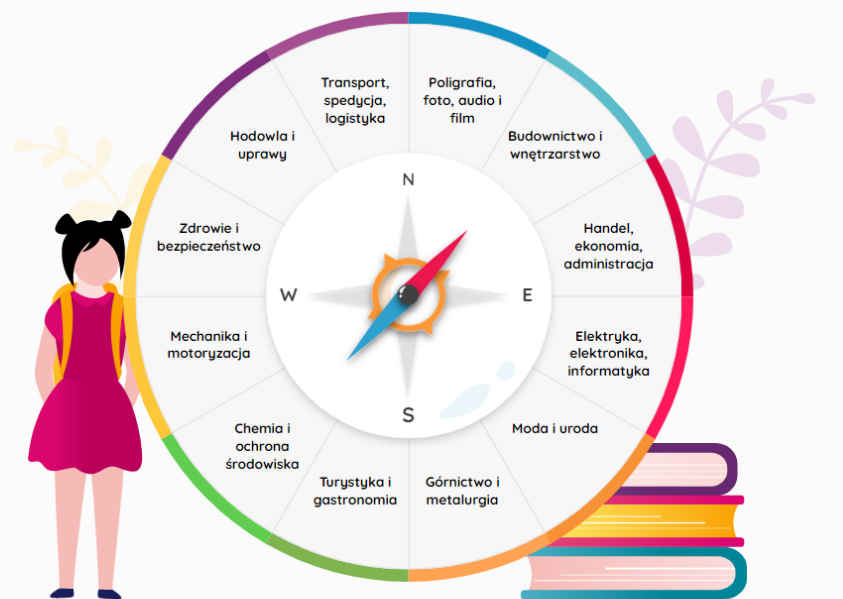 Transport,
spedycja,
logistyka
Poligrafia,
foto, audio i
film
Budownictwo i
wnętrzarstwo
Handel,
ekonomia,
administracja
Elektryka,
elektronika,
informatyka
Moda i uroda
Górnictwo i
metalurgia
Turystyka i
gastronomia
Chemia i
ochrona
środowiska
Mechanika i
motoryzacja
Zdrowie i
bezpieczeństwo
Hodowla i
uprawy
N
W
E
S